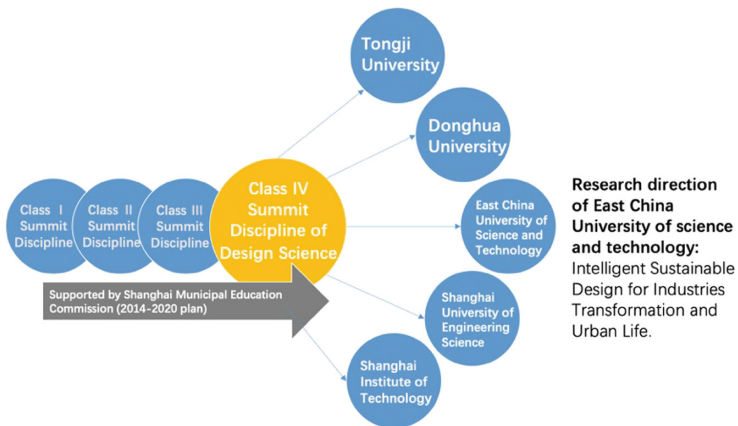 Tongji
University
Donghua
University
Class I
Summit
Discipline
Class II
Summit
Discipline
Class III
Summit
Discipline
Class IV
Summit
Discipline of
Design Science
East China
University of
Science and
Technology
Research direction
of East China
University of science
and technology:
Intelligent Sustainable
Design for Industries
Transformation and
Urban Life.
Supported by Shanghai Municipal Education
Commission (2014-2020 plan)
Shanghai
University of
Engineering
Science
Shanghai
Institute of
Technology